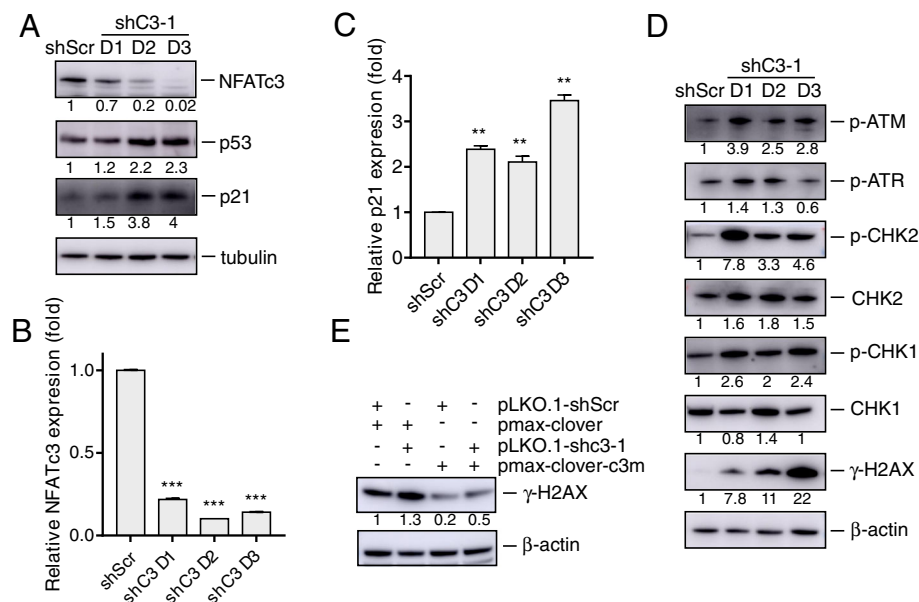 A
shC3-1
shScr D1 D2 D3
NFATc3
1 0.7 0.2 0.02
p53
1 1.2 2.2 2.3
p21
1 1.5 3.8 4
tubulin
B
Relative NFATc3 expression (fold)
1.0
0.5
0.0
*** *** ***
shScr
shC3 D1
shC3 D2
shC3 D3
C
Relative p21 expression (fold)
6
4
2
1
0
** ** **
shScr
shC3 D1
shC3 D2
shC3 D3
D
shC3-1
shScr D1 D2 D3
p-ATM
1 3.9 2.5 2.8
p-ATR
1 1.4 1.3 0.6
p-CHK2
1 7.8 3.3 4.6
CHK2
1 1.6 1.8 1.5
p-CHK1
1 2.6 2 2.4
CHK1
1 0.8 1.4 1
γ-H2AX
1 7.8 11 22
β-actin
E
+ - + - pLKO.1-shScr
+ + - - pmax-clover
- + - + pLKO.1-shc3-1
- - + + pmax-clover-c3m
γ-H2AX
1 1.3 0.2 0.5
β-actin